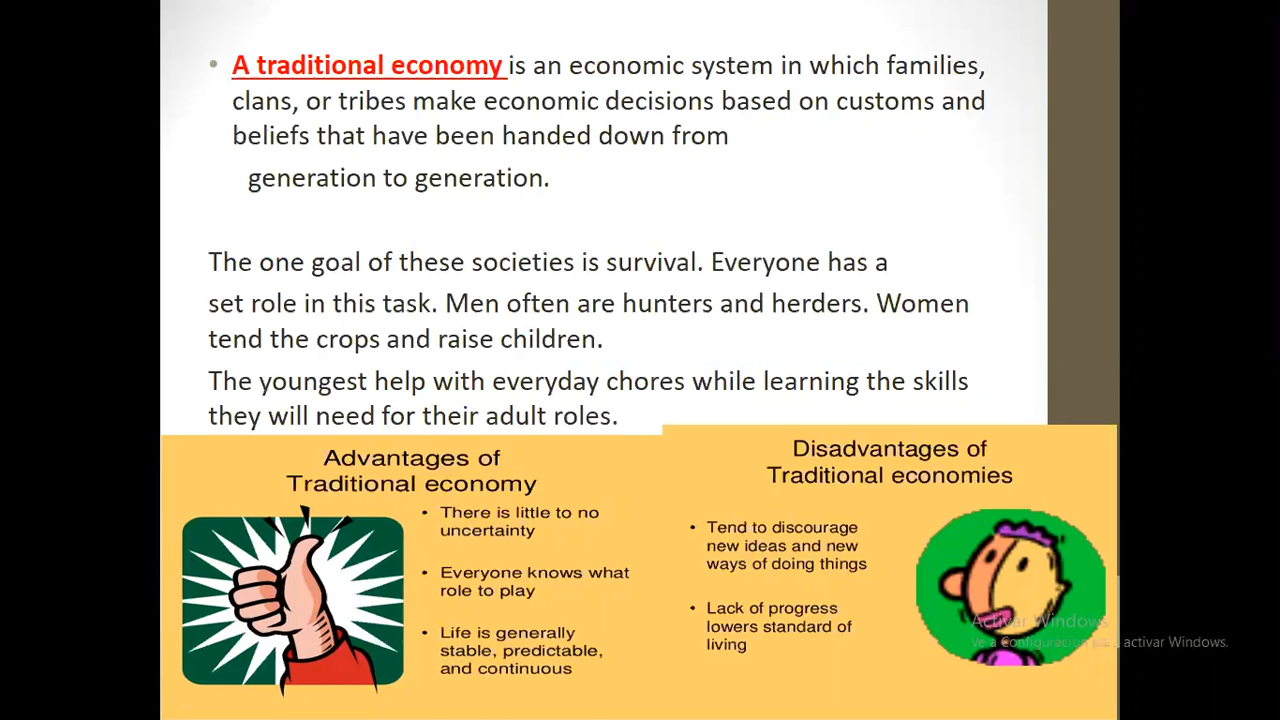 • A traditional economy is an economic system in which families,
clans, or tribes make economic decisions based on customs and
beliefs that have been handed down from
generation to generation.
The one goal of these societies is survival. Everyone has a
set role in this task. Men often are hunters and herders. Women
tend the crops and raise children.
The youngest help with everyday chores while learning the skills
they will need for their adult roles.
Advantages of
Traditional economy
• There is little to no
uncertainty
• Everyone knows what
role to play
• Life is generally
stable, predictable,
and continuous
Disadvantages of
Traditional economies
• Tend to discourage
new ideas and new
ways of doing things
• Lack of progress
lowers standard of
living
Activar Windows
Ve a Configuración para activar Windows.